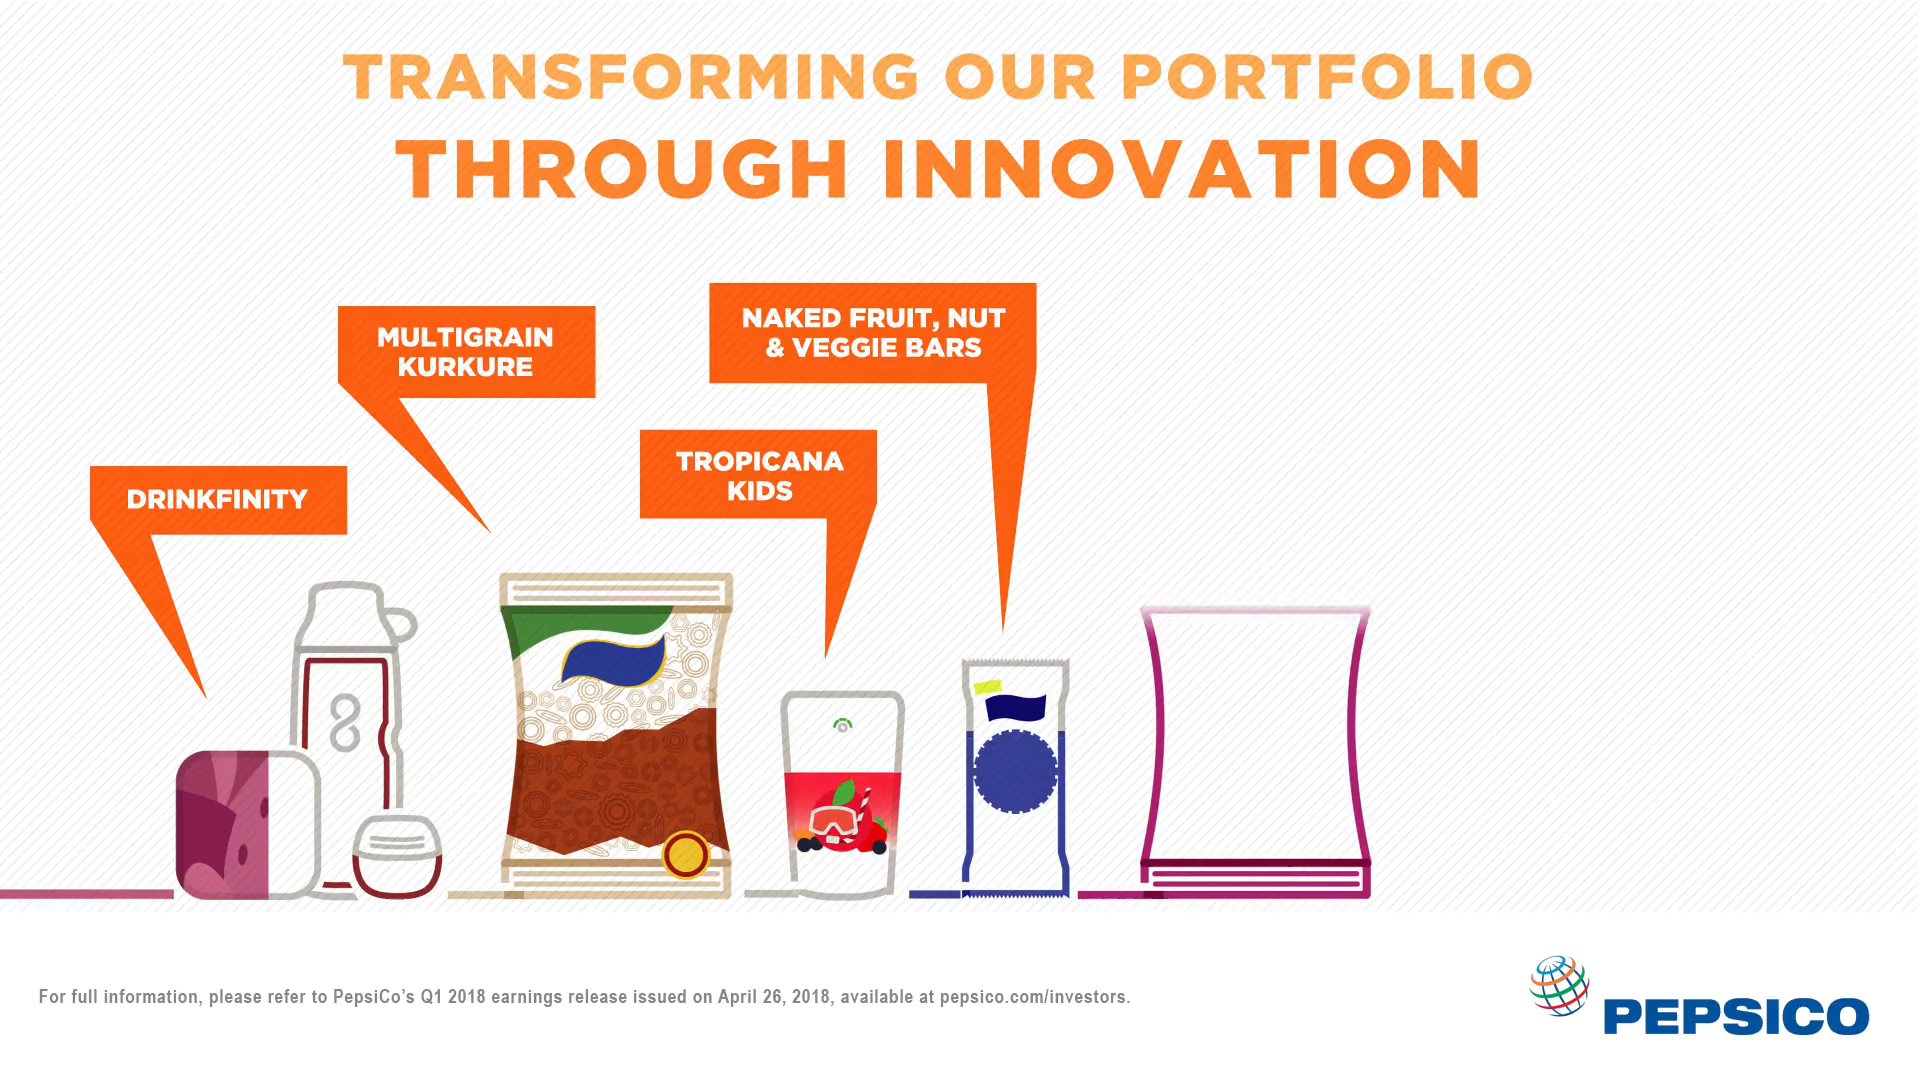 TRANSFORMING OUR PORTFOLIO
THROUGH INNOVATION
NAKED FRUIT, NUT
& VEGGIE BARS
MULTIGRAIN
KURKURE
TROPICANA
KIDS
DRINKFINITY
For full information, please refer to PepsiCo’s Q1 2018 earnings release issued on April 26, 2018, available at pepsico.com/investors.
PEPSICO